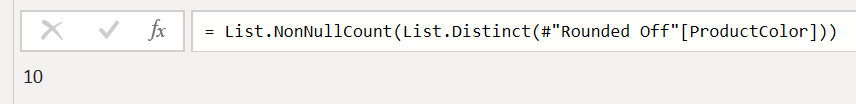 fx = List.NonNullCount(List.Distinct(#"Rounded Off"[ProductColor]))
10